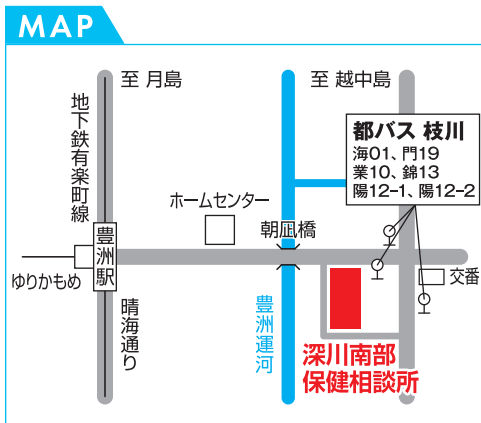 MAP
至 月島
至 越中島
地下鉄有楽町線
都バス 枝川
海01、門19
業10、錦13
陽12-1、陽12-2
ホームセンター
朝凪橋
豊洲駅
ゆりかもめ
交番
晴海通り
豊洲運河
深川南部
保健相談所